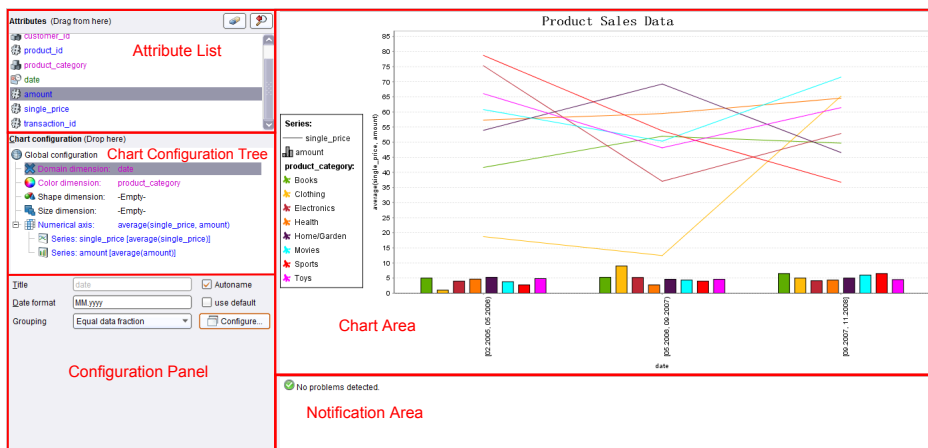 Attributes (Drag from here)
customer_id
product_id
product_category
date
amount
single_price
transaction_id
Attribute List
Chart configuration (Drop here)
Global configuration
Chart Configuration Tree
Domain dimension: date
Color dimension: product_category
Shape dimension: -Empty-
Size dimension: -Empty-
Numerical axis: average(single_price, amount)
Series: single_price [average(single_price)]
Series: amount [average(amount)]
Title
date
Autoname
Date format
MM.yyyy
use default
Grouping
Equal data fraction
Configure...
Configuration Panel
Product Sales Data
Series:
single_price
amount
product_category:
Books
Clothing
Electronics
Health
Home/Garden
Movies
Sports
Toys
average(single_price, amount)
85
80
75
70
65
60
55
50
45
40
35
30
25
20
15
10
5
0
[02.2005, 05.2006)
[05.2006, 09.2007)
[09.2007, 11.2008]
date
Chart Area
No problems detected.
Notification Area